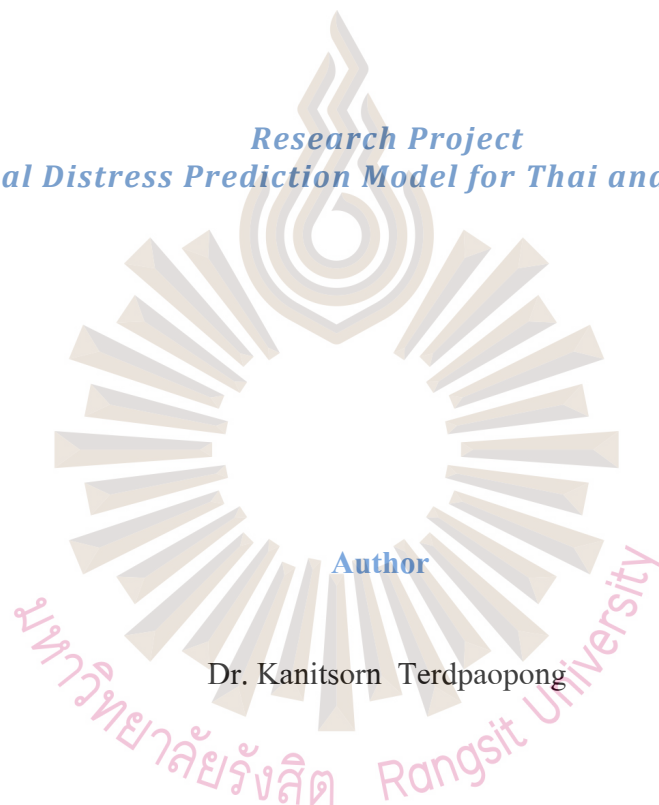 Research Project
al Distress Prediction Model for Thai and
Author
Dr. Kanitsorn Terdpaopong
มหาวิทยาลัยรังสิต Rangsit University